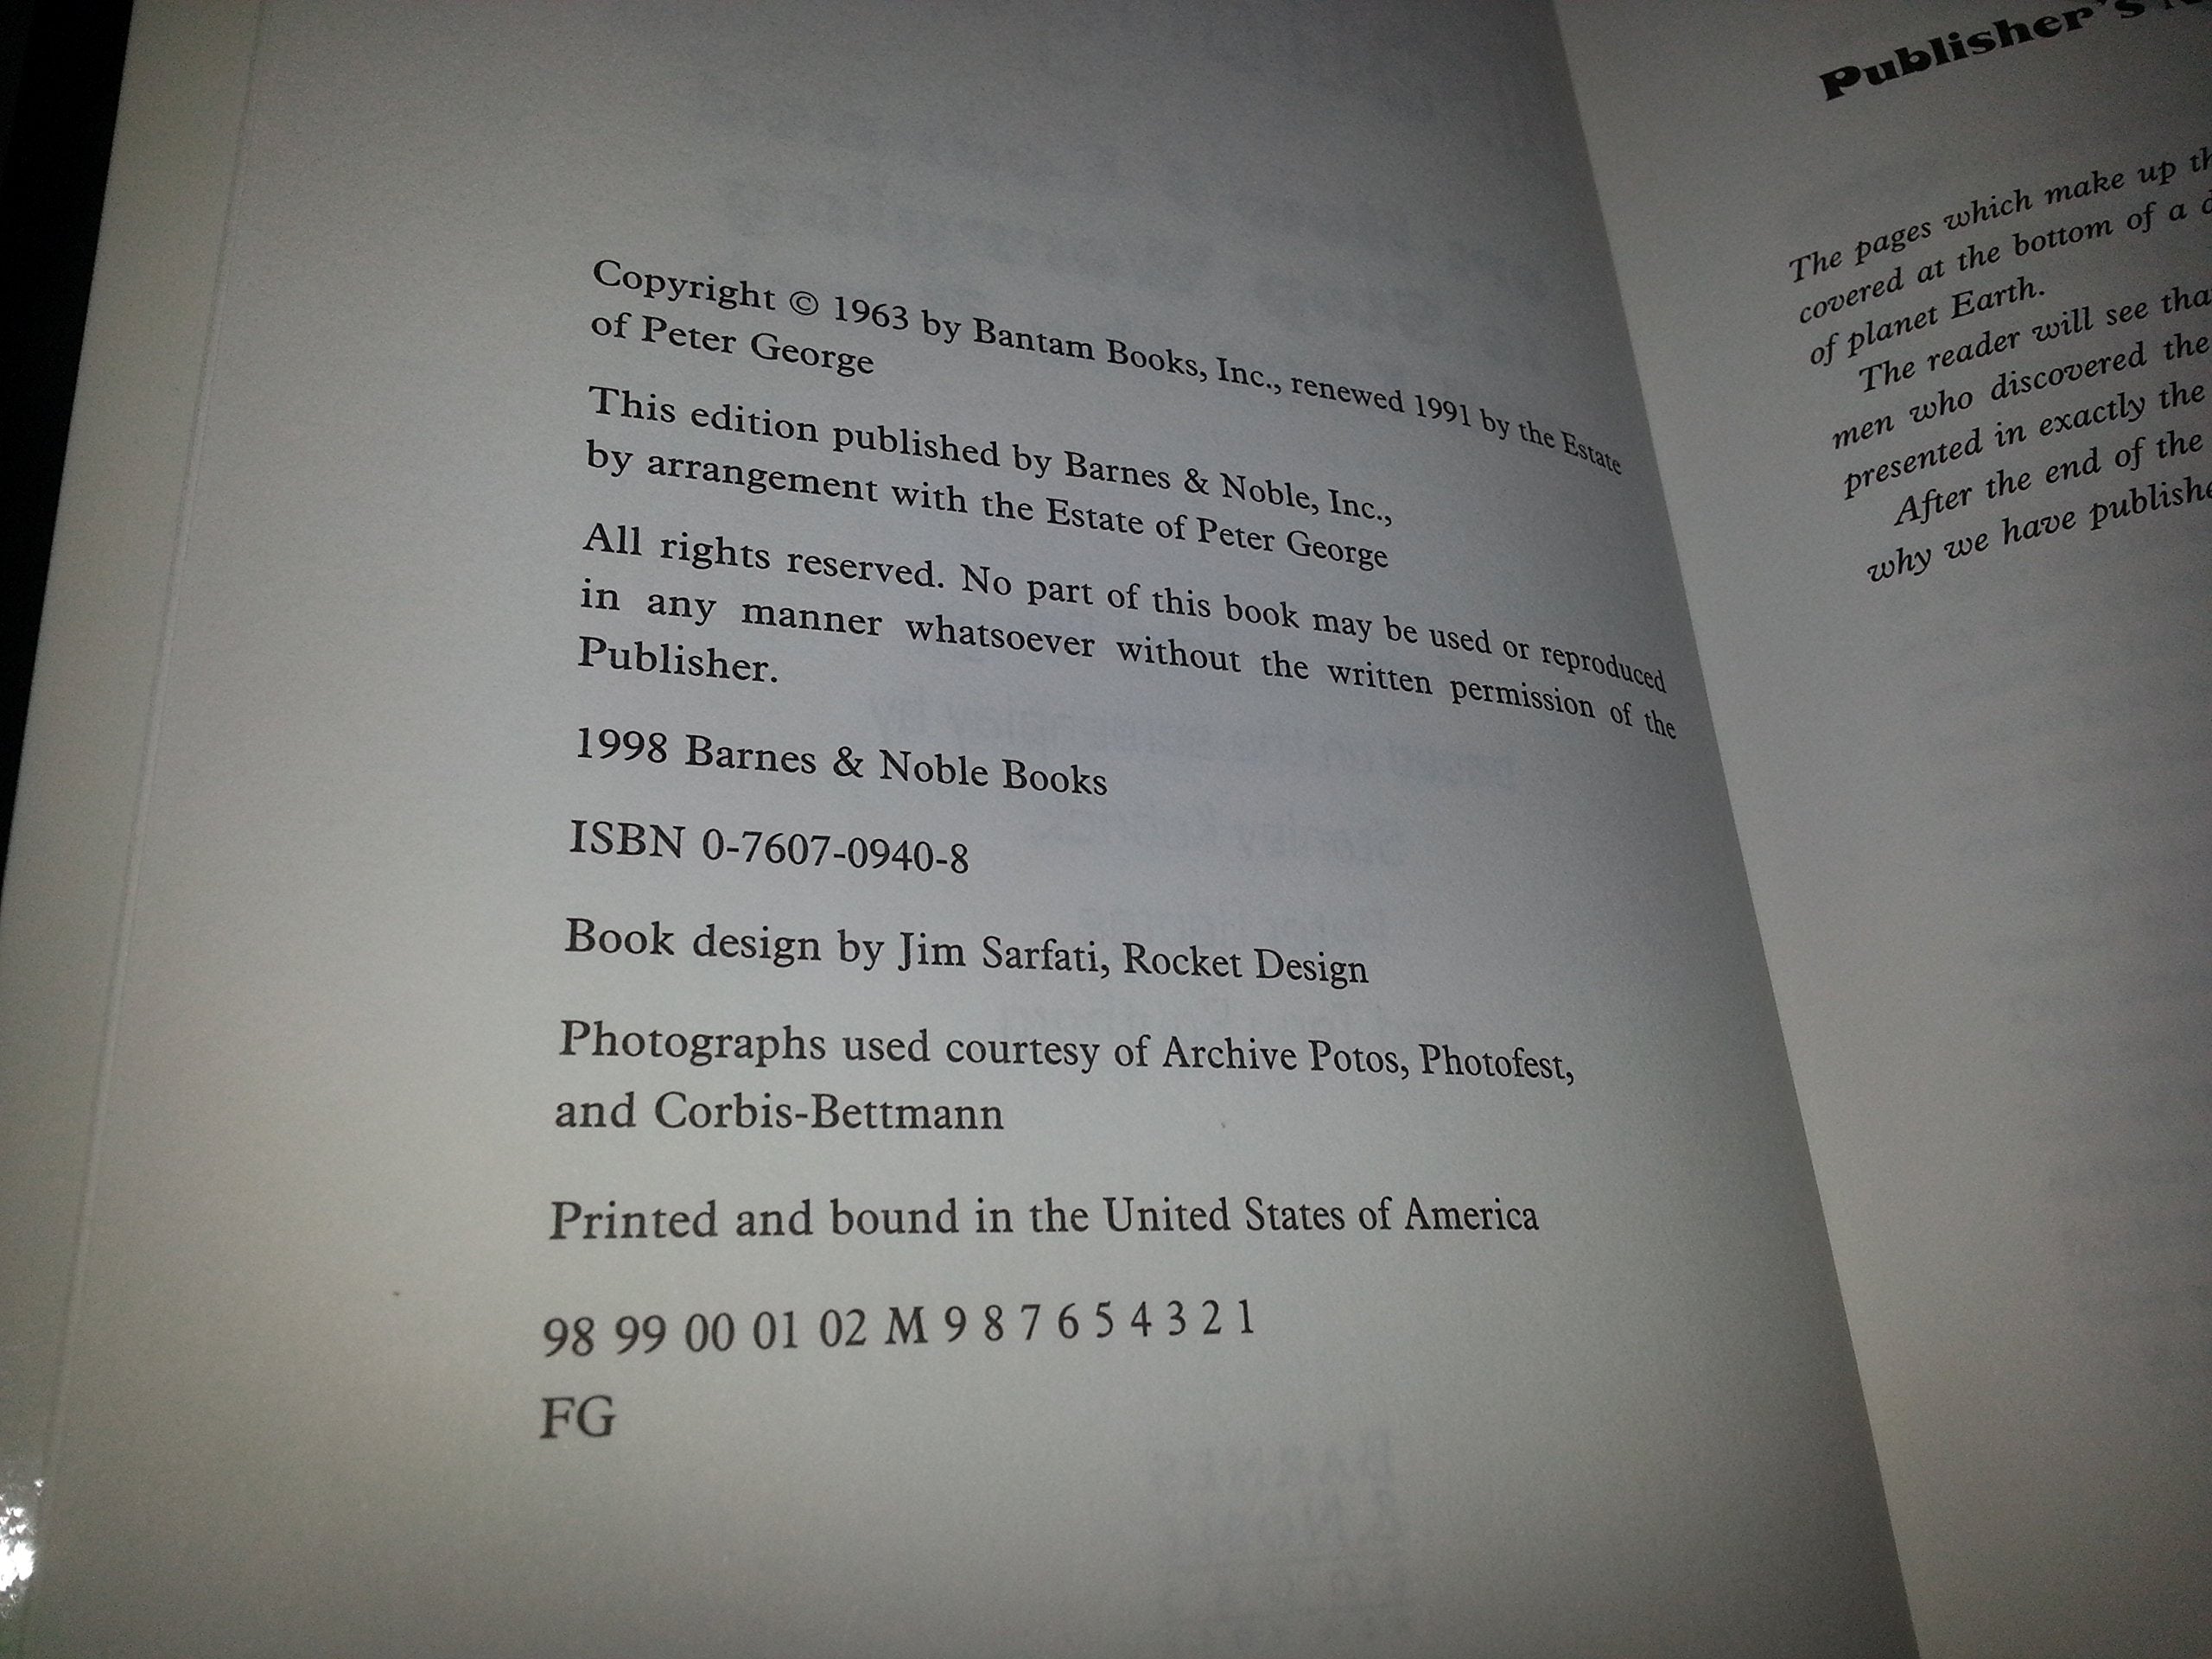 Copyright © 1963 by Bantam Books, Inc., renewed 1991 by the Estate
of Peter George
This edition published by Barnes & Noble, Inc.,
by arrangement with the Estate of Peter George
All rights reserved. No part of this book may be used or reproduced
in any manner whatsoever without the written permission of the
Publisher.
1998 Barnes & Noble Books
ISBN 0-7607-0940-8
Book design by Jim Sarfati, Rocket Design
Photographs used courtesy of Archive Potos, Photofest,
and Corbis-Bettmann
Printed and bound in the United States of America
98 99 00 01 02 M 9 8 7 6 5 4 3 2 1
FG
Publisher's
The pages which make up
covered at the bottom of a
of planet Earth.
The reader will see
men who discovered the
presented in exactly the
After the end of the
why we have